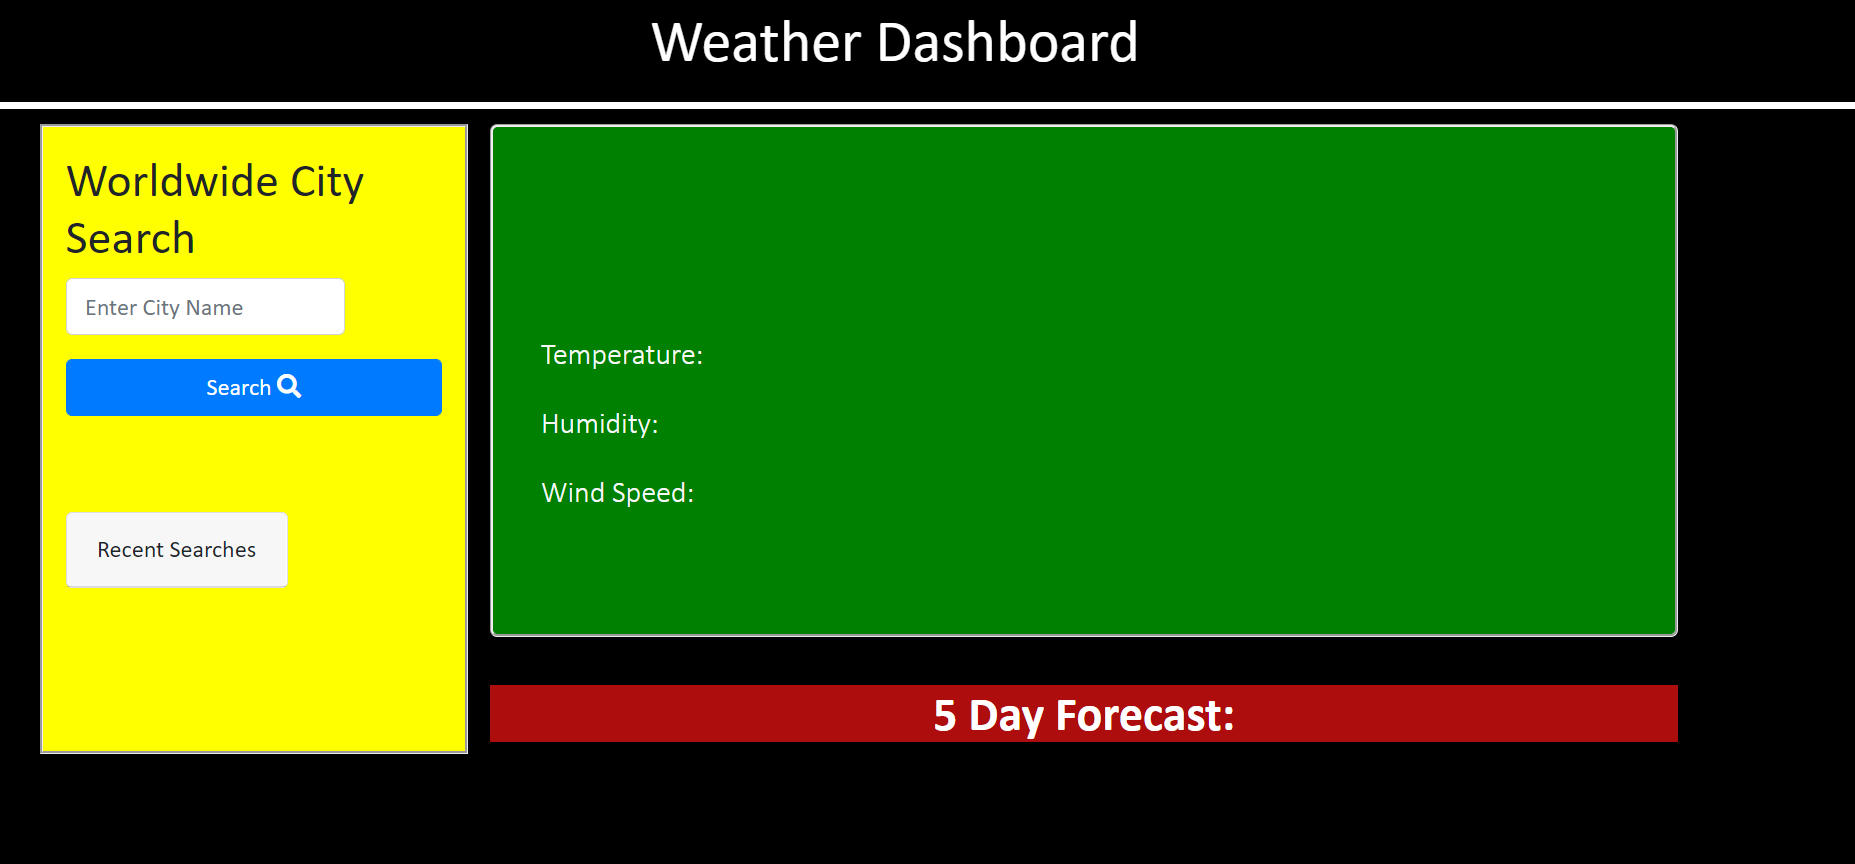 Weather Dashboard
Worldwide City
Search
Enter City Name
Search
Recent Searches
Temperature:
Humidity:
Wind Speed:
5 Day Forecast: